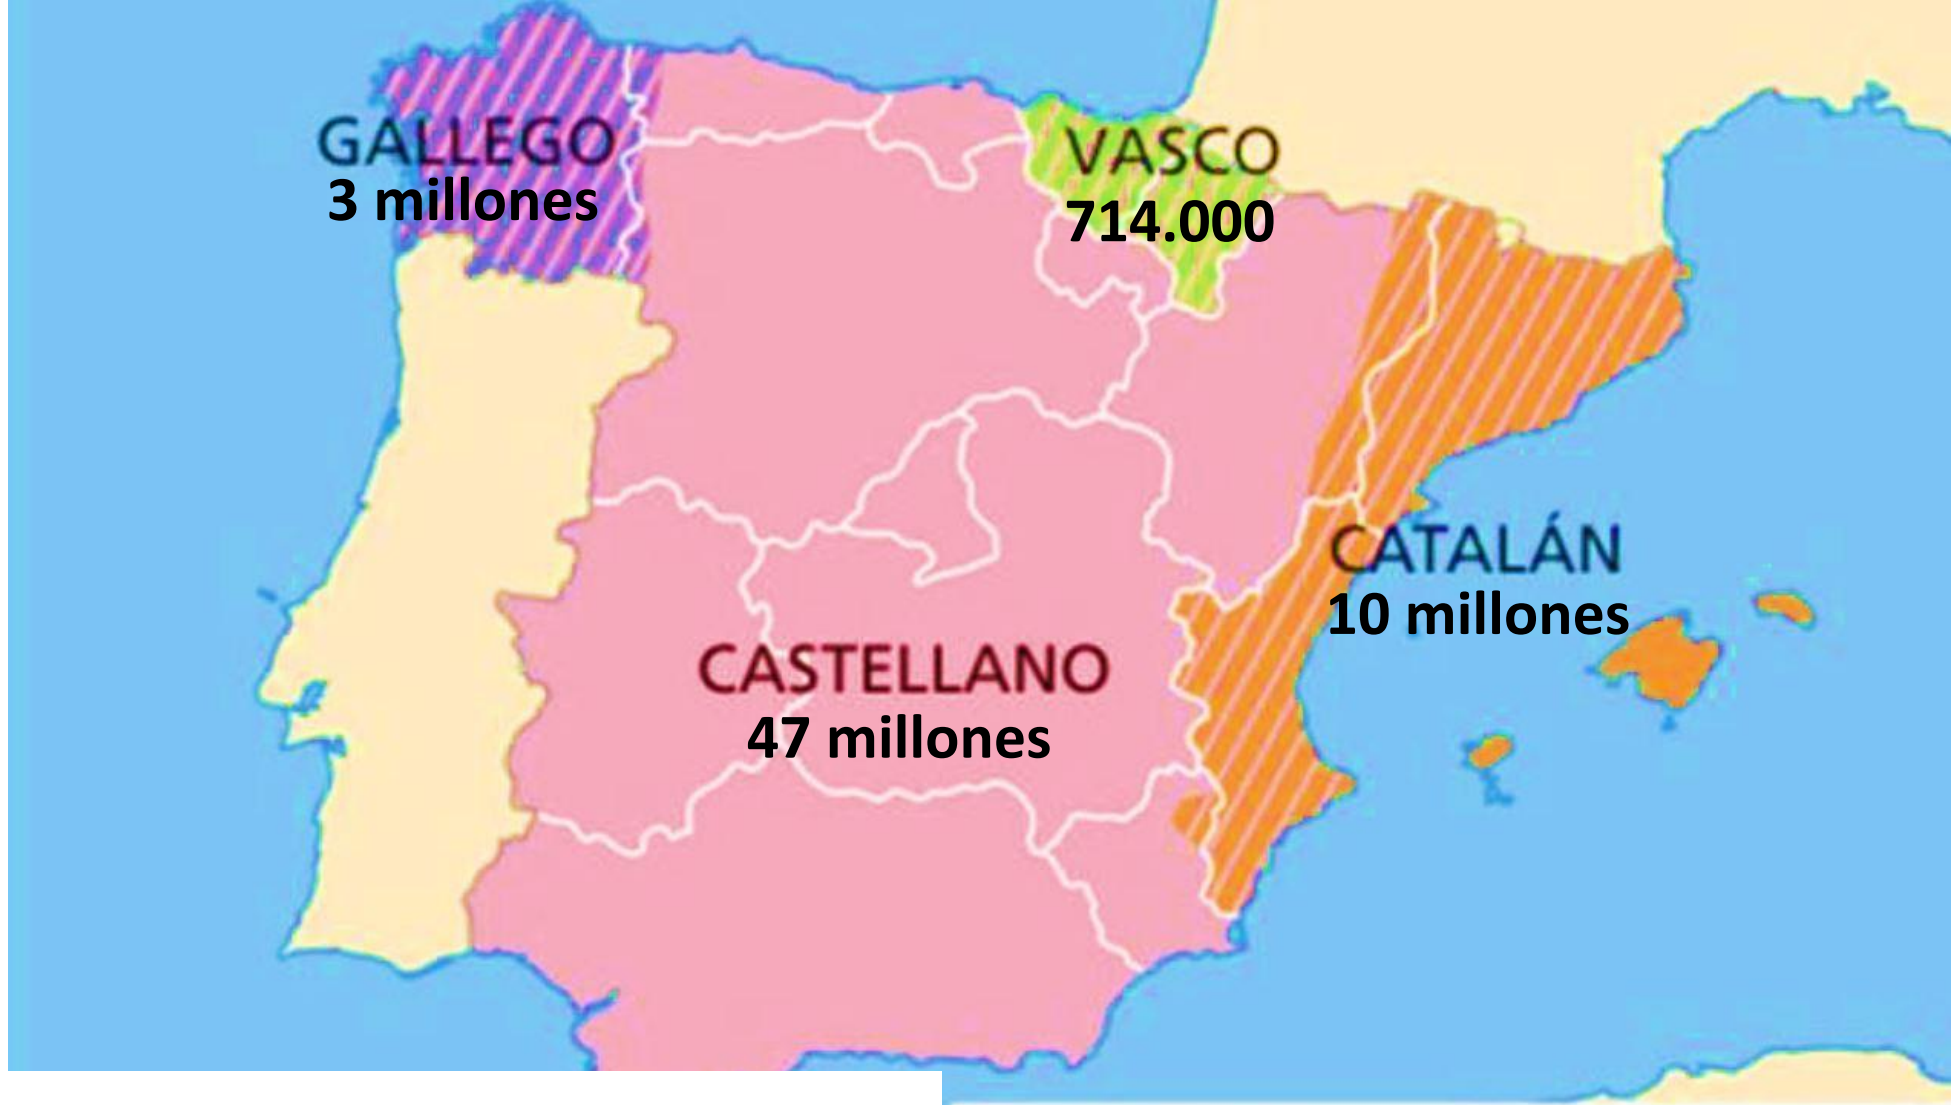 GALLEGO
3 millones
VASCO
714.000
CATALÁN
10 millones
CASTELLANO
47 millones